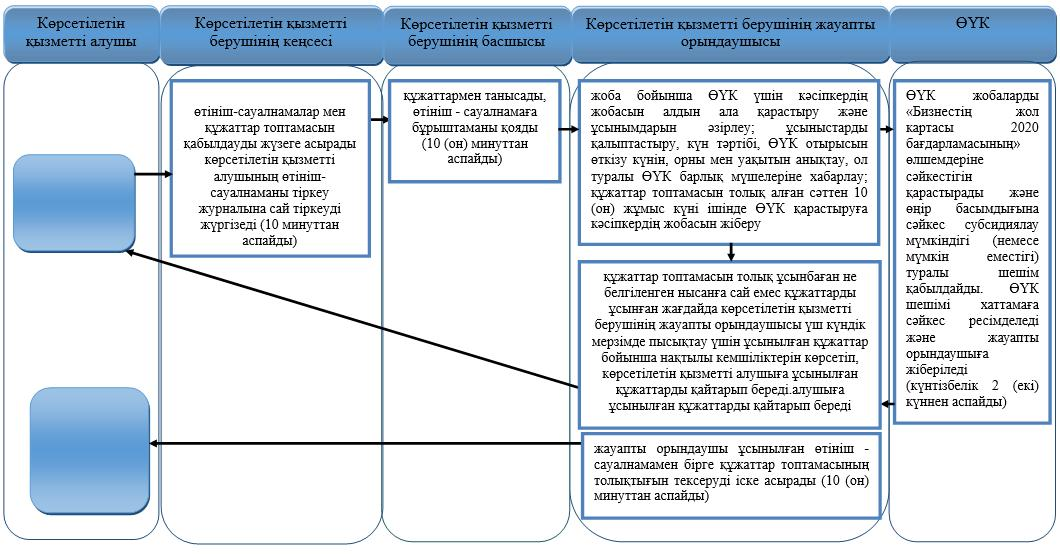 Көрсетілетін
қызметті алушы
Көрсетілетін қызметті
берушінің кеңсесі
Көрсетілетін қызметті
берушінің басшысы
Көрсетілетін қызметті берушінің жауапты
орындаушысы
ӨҮК
өтініш-сауалнамалар мен
құжаттар топтамасын
қабылдауды жүзеге асырады
көрсетілетін қызметті
алушының өтініш-
сауалнаманы тіркеу
журналына сай тіркеуді
жүргізеді (10 минуттан
аспайды)
құжаттармен танысады,
өтініш - сауалнамаға
бұрыштаманы қояды
(10 (он) минуттан
аспайды)
жоба бойынша ӨҮК үшін кәсіпкердің
жобасын алдын ала қарастыру және
ұсынымдарын әзірлеу; ұсыныстарды
қалыптастыру, күн тәртібі, ӨҮК отырысын
өткізу күнін, орны мен уақытын анықтау, ол
туралы ӨҮК барлық мүшелеріне хабарлау;
құжаттар топтамасын толық алған сәттен 10
(он) жұмыс күні ішінде ӨҮК қарастыруға
кәсіпкердің жобасын жіберу
құжаттар топтамасын толық ұсынбаған не
белгіленген нысанға сай емес құжаттарды
ұсынған жағдайда көрсетілетін қызметті
берушінің жауапты орындаушысы үш күндік
мерзімде пысықтау үшін ұсынылған құжаттар
бойынша нақтылы кемшіліктерін көрсетіп,
көрсетілетін қызметті алушыға ұсынылған
құжаттарды қайтарып береді.алушыға
ұсынылған құжаттарды қайтарып береді
жауапты орындаушы ұсынылған өтініш -
сауалнамамен бірге құжаттар топтамасының
толықтығын тексеруді іске асырады (10 (он)
минуттан аспайды)
ӨҮК жобаларды
«Бизнестің жол
картасы 2020
бағдарламасының»
өлшемдеріне
сәйкестігін
қарастырады және
өңір басымдығына
сәйкес субсидиялау
мүмкіндігі (немесе
мүмкін еместігі)
туралы шешім
қабылдайды. ӨҮК
шешімі хаттамаға
сәйкес ресімделеді
және жауапты
орындаушыға
жіберіледі
(күнтізбелік 2 (екі)
күннен аспайды)